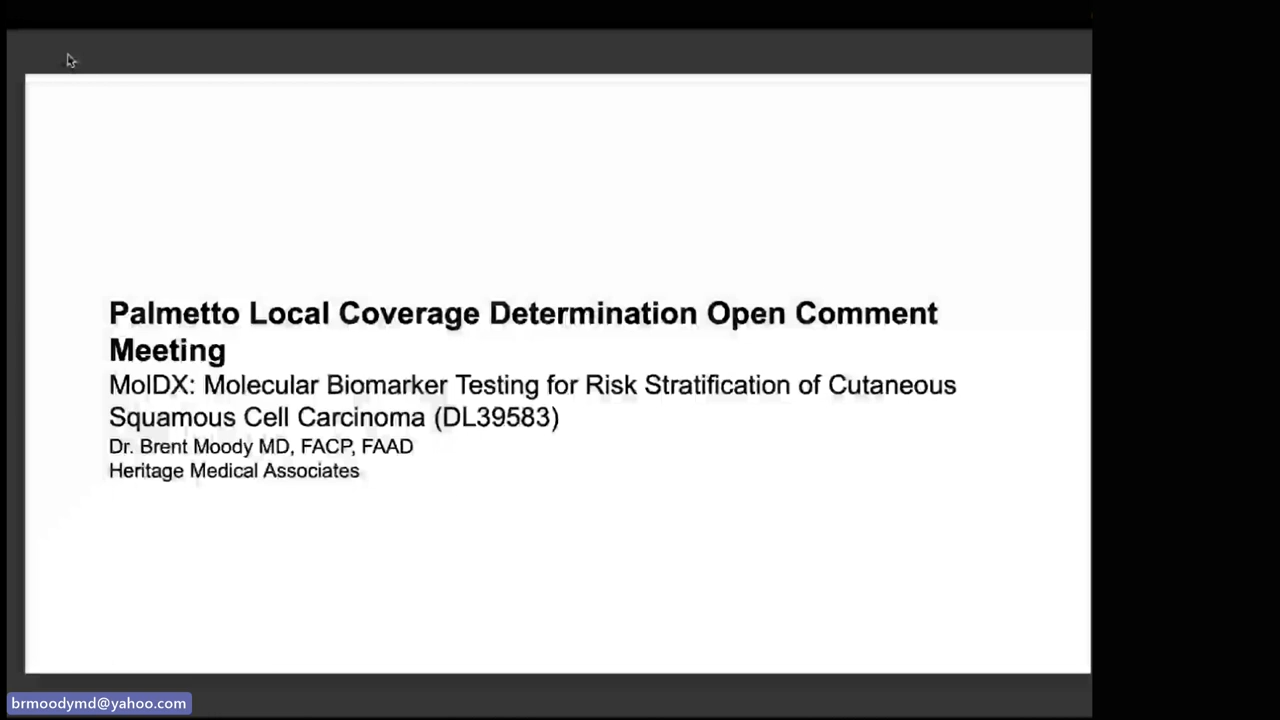 Palmetto Local Coverage Determination Open Comment
Meeting
MolDX: Molecular Biomarker Testing for Risk Stratification of Cutaneous
Squamous Cell Carcinoma (DL39583)
Dr. Brent Moody MD, FACP, FAAD
Heritage Medical Associates
brmoodymd@yahoo.com